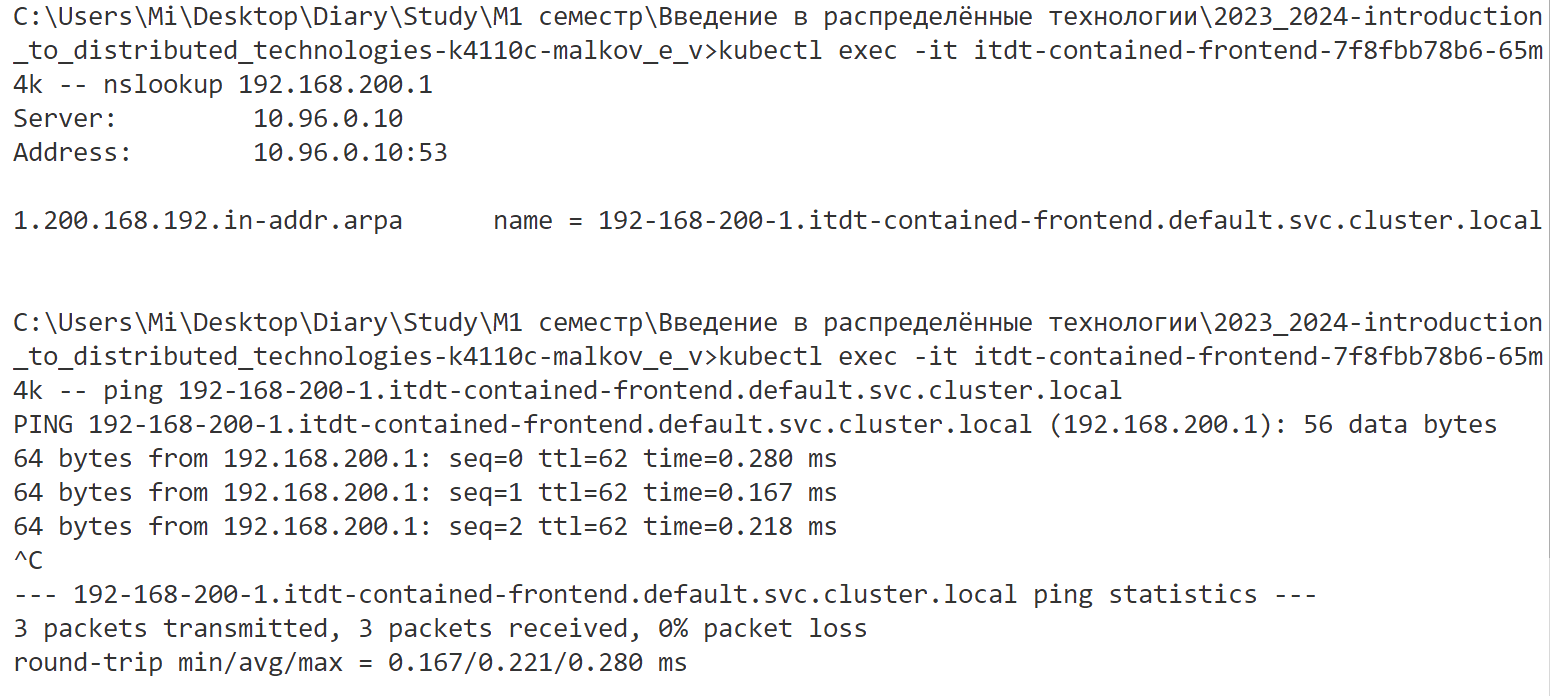 C:\Users\Mi\Desktop\Diary\Study\M1 семестр\Введение в распределённые технологии\2023_2024-introduction
_to_distributed_technologies-k4110c-malkov_e_v>kubectl exec -it itdt-contained-frontend-7f8fbb78b6-65m
4k -- nslookup 192.168.200.1
Server:         10.96.0.10
Address:        10.96.0.10:53

1.200.168.192.in-addr.arpa      name = 192-168-200-1.itdt-contained-frontend.default.svc.cluster.local


C:\Users\Mi\Desktop\Diary\Study\M1 семестр\Введение в распределённые технологии\2023_2024-introduction
_to_distributed_technologies-k4110c-malkov_e_v>kubectl exec -it itdt-contained-frontend-7f8fbb78b6-65m
4k -- ping 192-168-200-1.itdt-contained-frontend.default.svc.cluster.local
PING 192-168-200-1.itdt-contained-frontend.default.svc.cluster.local (192.168.200.1): 56 data bytes
64 bytes from 192.168.200.1: seq=0 ttl=62 time=0.280 ms
64 bytes from 192.168.200.1: seq=1 ttl=62 time=0.167 ms
64 bytes from 192.168.200.1: seq=2 ttl=62 time=0.218 ms
^C
--- 192-168-200-1.itdt-contained-frontend.default.svc.cluster.local ping statistics ---
3 packets transmitted, 3 packets received, 0% packet loss
round-trip min/avg/max = 0.167/0.221/0.280 ms